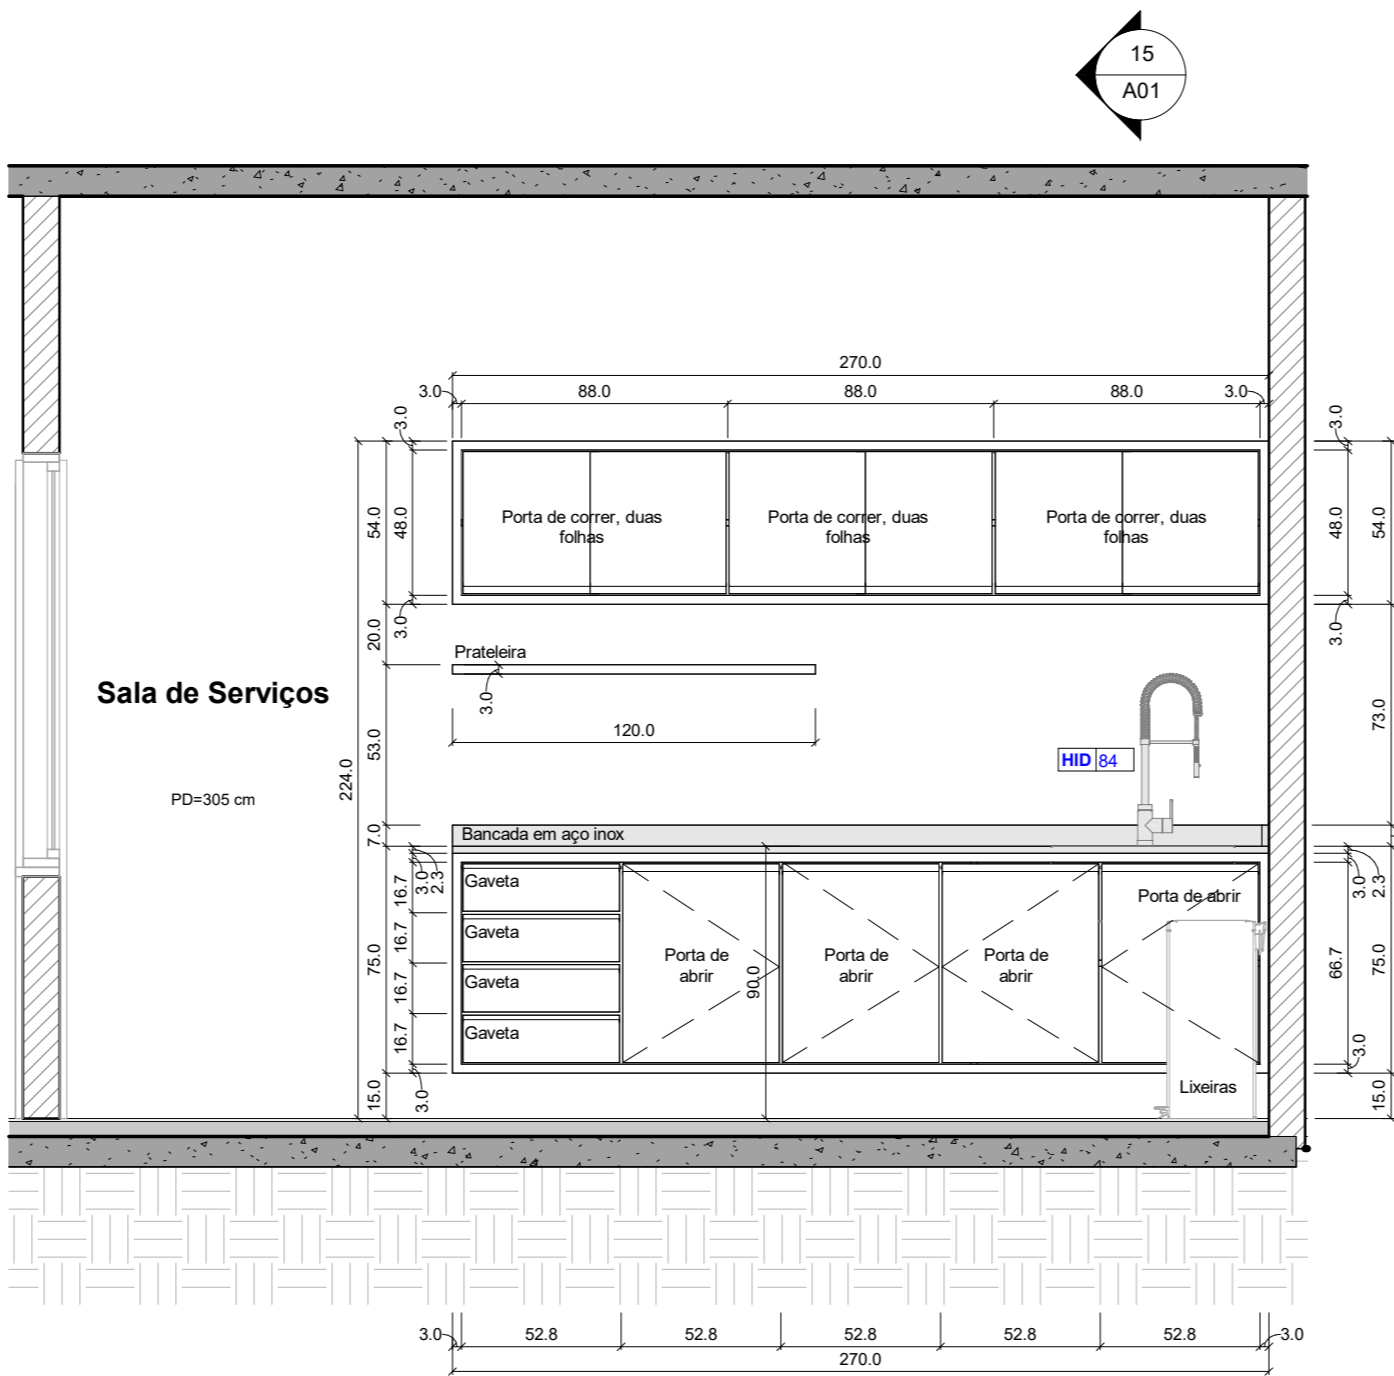 15
A01
270.0
3.0
88.0
88.0
88.0
3.0
3.0
3.0
54.0
48.0
Porta de correr, duas
folhas
Porta de correr, duas
folhas
Porta de correr, duas
folhas
48.0
54.0
20.0
3.0
3.0
Prateleira
3.0
Sala de Serviços
120.0
53.0
73.0
224.0
HID 84
PD=305 cm
7.0
Bancada em aço inox
16.7
3.0
2.3
Gaveta
Porta de abrir
3.0
2.3
16.7
Gaveta
75.0
Porta de
abrir
90.0
Porta de
abrir
Porta de
abrir
66.7
75.0
16.7
Gaveta
16.7
Gaveta
3.0
15.0
3.0
Lixeiras
15.0
3.0
52.8
52.8
52.8
52.8
52.8
3.0
270.0